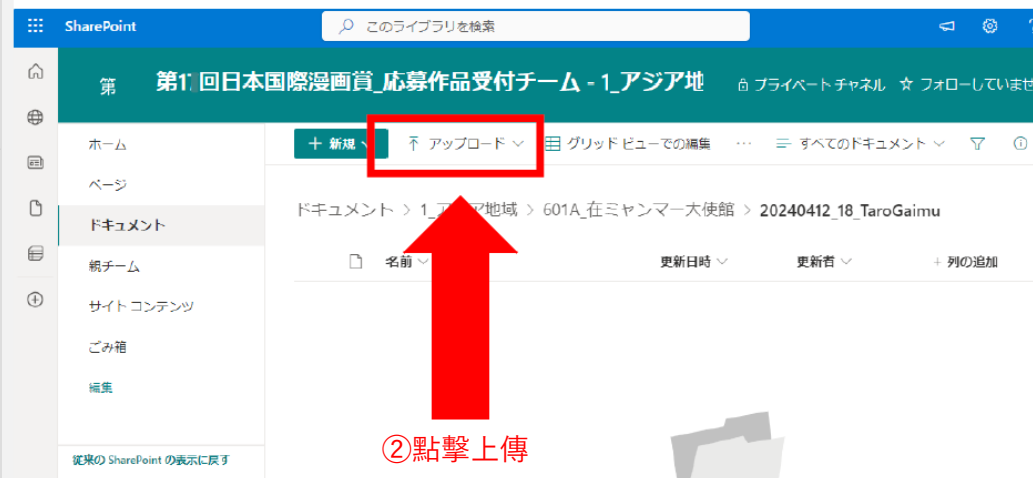 SharePoint
このライブラリを検索
第
第17回日本国際漫画賞_応募作品受付チーム - 1_アジア地
プライベート チャネル
フォローしていませ
ホーム
ページ
ドキュメント
親チーム
サイト コンテンツ
ごみ箱
編集
従来の SharePoint の表示に戻す
+ 新規
アップロード
グリッド ビューでの編集
···
すべてのドキュメント
ドキュメント > 1_ア 地域 > 601A_在ミャンマー大使館 > 20240412_18_TaroGaimu
名前
更新日時
更新者
+ 列の追加
②點擊上傳